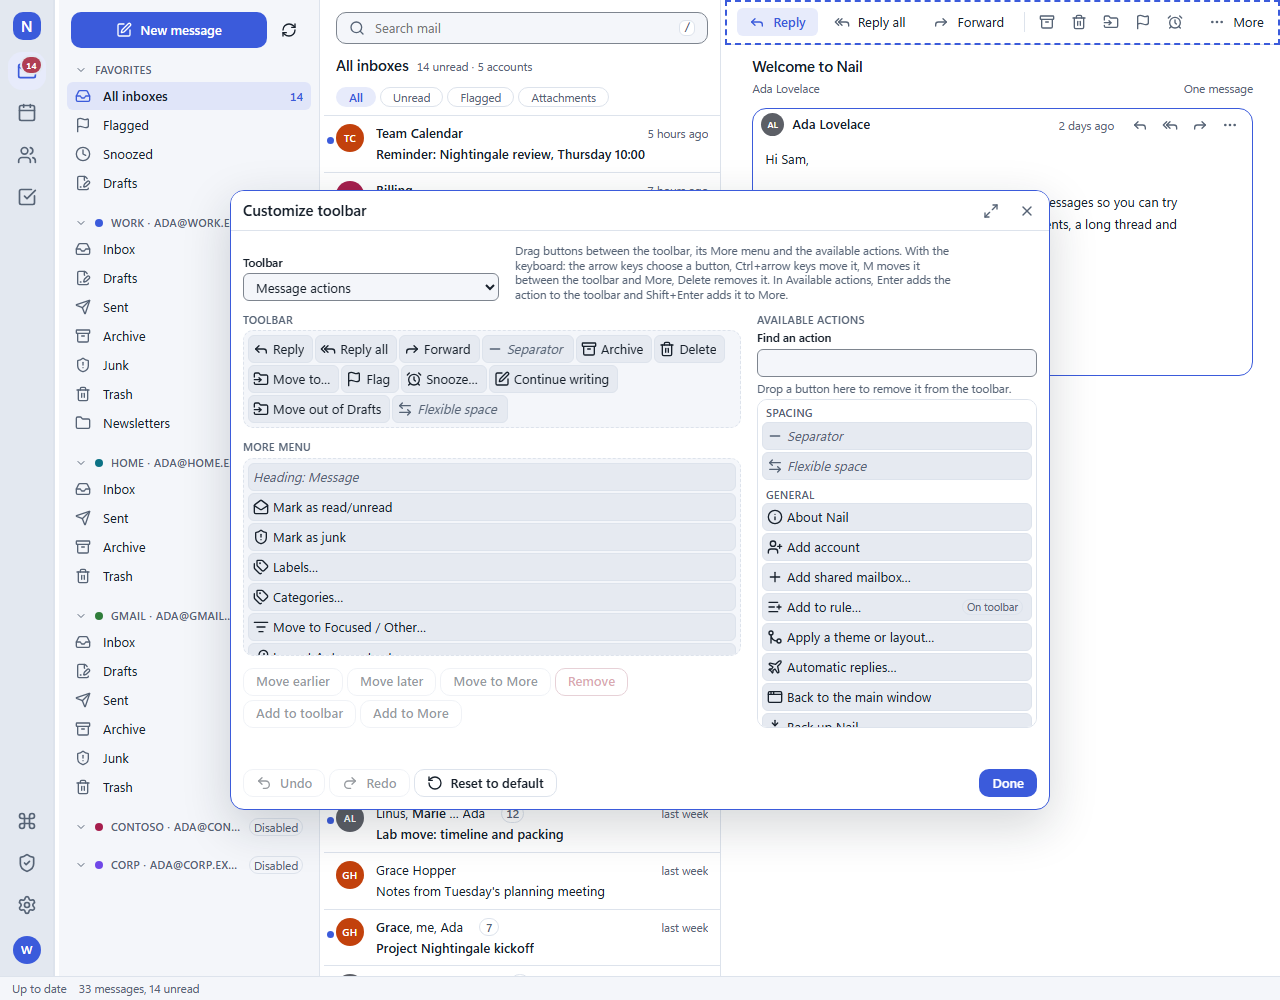 N
New message
Search mail
/
Reply
Reply all
Forward
More
14
FAVORITES
All inboxes
14
Flagged
Snoozed
Drafts
WORK · ADA@WORK.E
Inbox
Drafts
Sent
Archive
Junk
Trash
Newsletters
HOME · ADA@HOME.E
Inbox
Sent
Archive
Trash
GMAIL · ADA@GMAIL...
Inbox
Drafts
Sent
Archive
Junk
Trash
CONTOSO · ADA@CON...
Disabled
CORP · ADA@CORP.EX...
Disabled
W
All inboxes
14 unread · 5 accounts
All
Unread
Flagged
Attachments
TC
Team Calendar
5 hours ago
Reminder: Nightingale review, Thursday 10:00
Billing
7 hours ago
Welcome to Nail
Ada Lovelace
One message
AL
Ada Lovelace
2 days ago
Hi Sam,
essages so you can try
nts, a long thread and
Customize toolbar
Toolbar
Message actions
Drag buttons between the toolbar, its More menu and the available actions. With the
keyboard: the arrow keys choose a button, Ctrl+arrow keys move it, M moves it
between the toolbar and More, Delete removes it. In Available actions, Enter adds the
action to the toolbar and Shift+Enter adds it to More.
TOOLBAR
Reply
Reply all
Forward
Separator
Archive
Delete
Move to...
Flag
Snooze...
Continue writing
Move out of Drafts
Flexible space
MORE MENU
Heading: Message
Mark as read/unread
Mark as junk
Labels...
Categories...
Move to Focused / Other...
Move earlier
Move later
Move to More
Remove
Add to toolbar
Add to More
AVAILABLE ACTIONS
Find an action
Drop a button here to remove it from the toolbar.
SPACING
Separator
Flexible space
GENERAL
About Nail
Add account
Add shared mailbox...
Add to rule...
On toolbar
Apply a theme or layout...
Automatic replies...
Back to the main window
Back up Nail
Undo
Redo
Reset to default
Done
AL
Linus, Marie ... Ada
12
last week
Lab move: timeline and packing
GH
Grace Hopper
last week
Notes from Tuesday's planning meeting
GH
Grace, me, Ada
7
last week
Project Nightingale kickoff
Up to date
33 messages, 14 unread